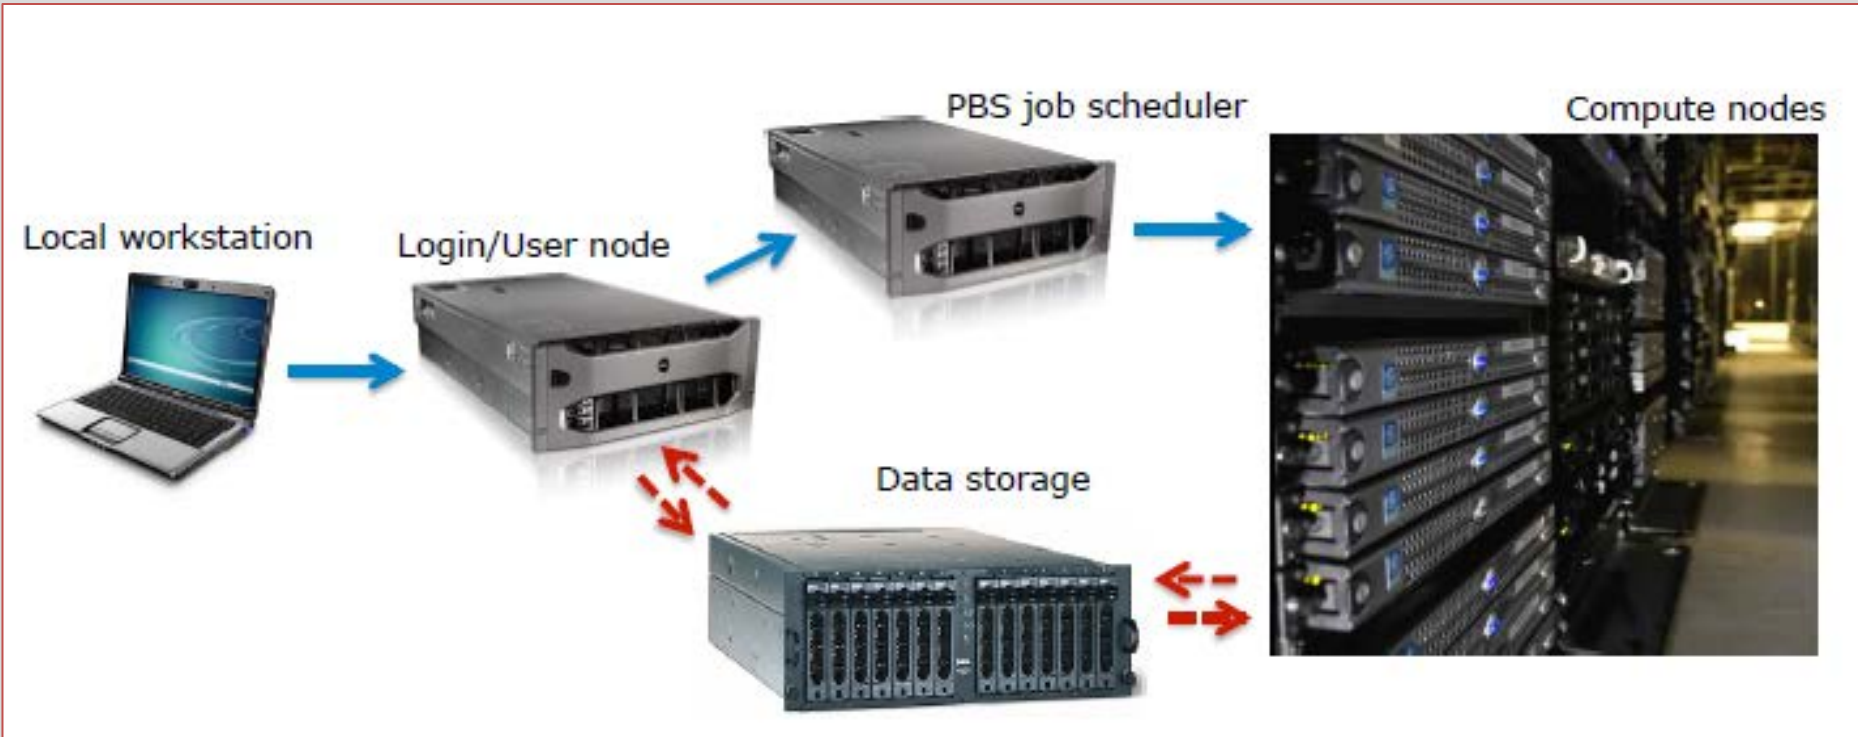 PBS job scheduler
Compute nodes
Local workstation
Login/User node
Data storage